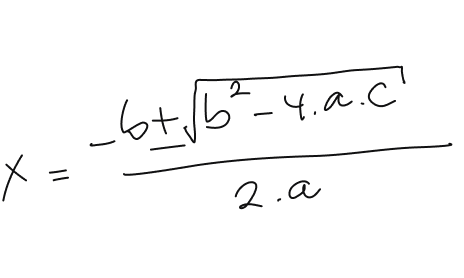 x = (-b ± √(b² - 4.a.c)) / (2.a)